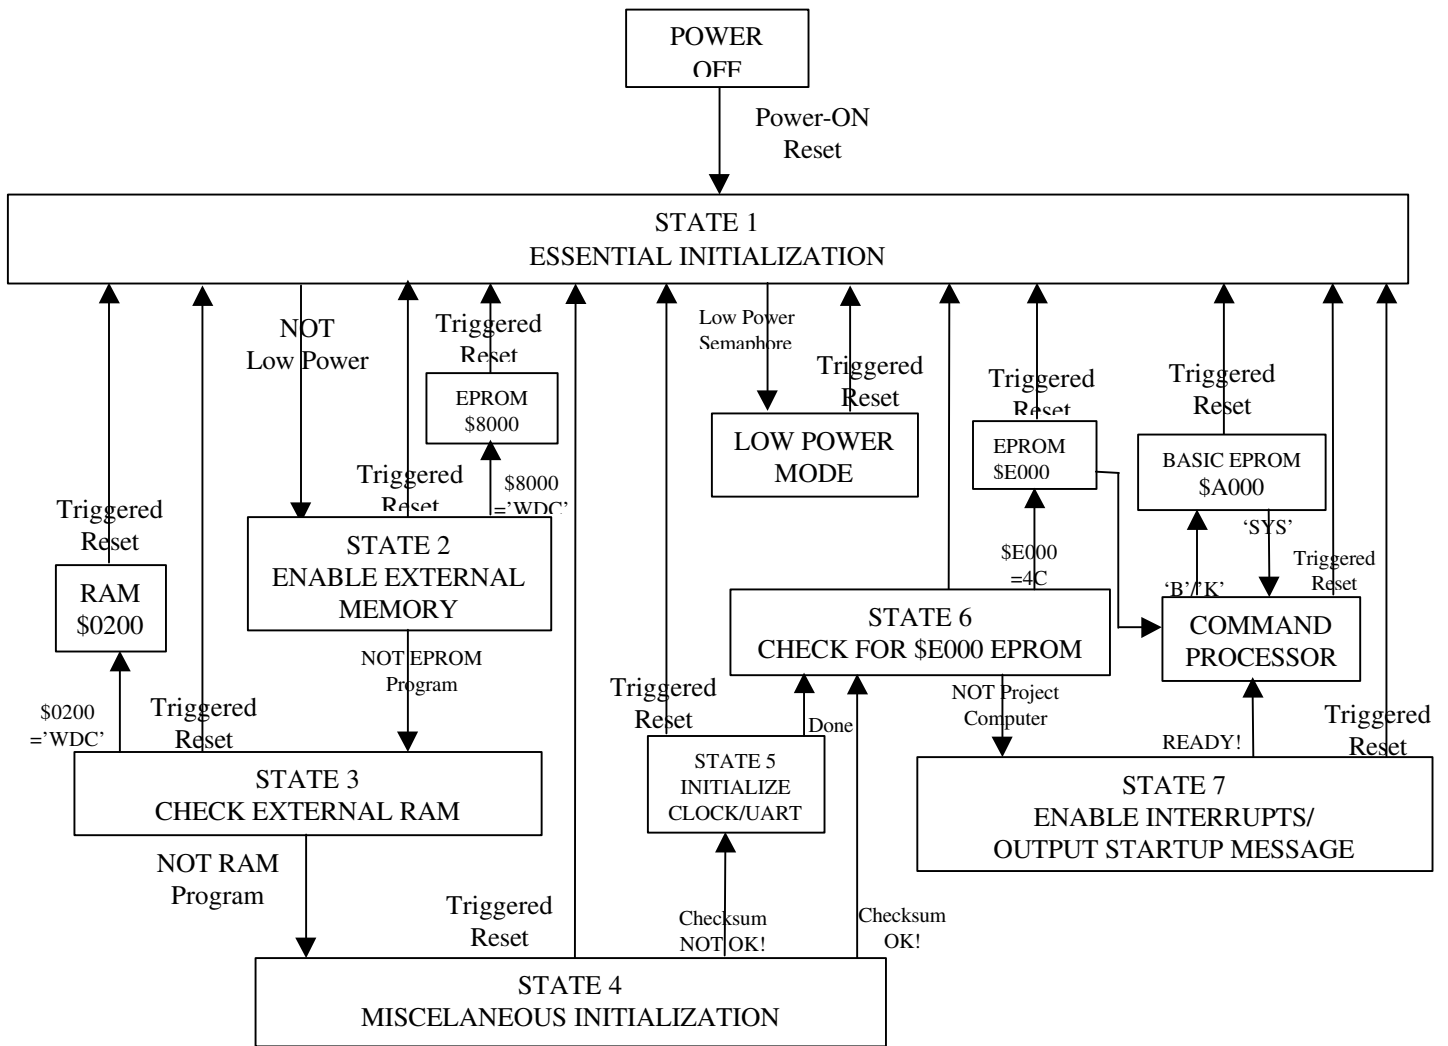 POWER
OFF
Power-ON
Reset
STATE 1
ESSENTIAL INITIALIZATION
NOT
Low Power
Triggered
Reset
EPROM
$8000
Triggered
Reset
$8000
='WDC'
Low Power
Semaphore
Triggered
Reset
LOW POWER
MODE
Triggered
Reset
EPROM
$E000
$E000
=4C
Triggered
Reset
BASIC EPROM
$A000
'SYS'
'B'/'K'
Triggered
Reset
COMMAND
PROCESSOR
Triggered
Reset
RAM
$0200
STATE 2
ENABLE EXTERNAL
MEMORY
NOT EPROM
Program
$0200
='WDC'
Triggered
Reset
STATE 6
CHECK FOR $E000 EPROM
NOT Project
Computer
Triggered
Reset
Done
READY!
Triggered
Reset
STATE 3
CHECK EXTERNAL RAM
STATE 5
INITIALIZE
CLOCK/UART
STATE 7
ENABLE INTERRUPTS/
OUTPUT STARTUP MESSAGE
NOT RAM
Program
Triggered
Reset
Checksum
NOT OK!
Checksum
OK!
STATE 4
MISCELANEOUS INITIALIZATION